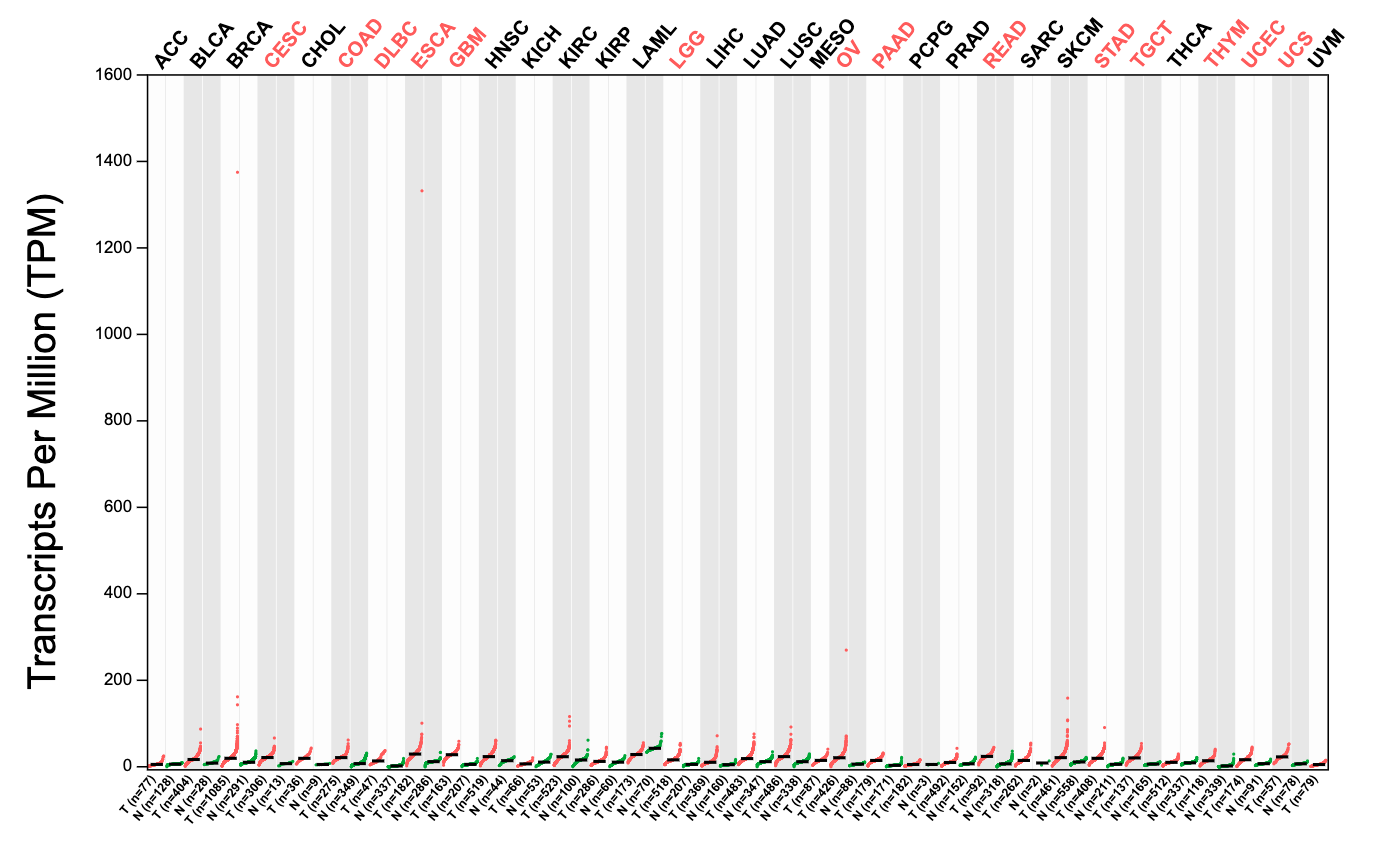 ACC BLCA BRCA CESC CHOL COAD DLBC ESCA GBM HNSC KICH KIRC KIRP LAML LGG LIHC LUAD LUSC MESO OV PAAD PCPG PRAD READ SARC SKCM STAD TGCT THCA THYM UCEC UCS UVM
Transcripts Per Million (TPM)
1600
1400
1200
1000
800
600
400
200
0
T (n=77)
N (n=128)
T (n=404)
N (n=28)
T (n=1085)
N (n=291)
T (n=306)
N (n=13)
T (n=36)
N (n=9)
T (n=275)
N (n=349)
T (n=47)
N (n=337)
T (n=182)
N (n=286)
T (n=163)
N (n=207)
T (n=519)
N (n=44)
T (n=66)
N (n=53)
T (n=523)
N (n=100)
T (n=286)
N (n=60)
T (n=173)
N (n=70)
T (n=518)
N (n=207)
T (n=369)
N (n=160)
T (n=483)
N (n=347)
T (n=486)
N (n=338)
T (n=87)
T (n=426)
N (n=88)
T (n=179)
N (n=171)
T (n=182)
N (n=3)
T (n=492)
N (n=152)
T (n=92)
N (n=318)
T (n=262)
N (n=2)
T (n=461)
N (n=558)
T (n=408)
N (n=211)
T (n=137)
N (n=165)
T (n=512)
N (n=337)
T (n=118)
N (n=339)
T (n=174)
N (n=91)
T (n=57)
N (n=78)
T (n=79)